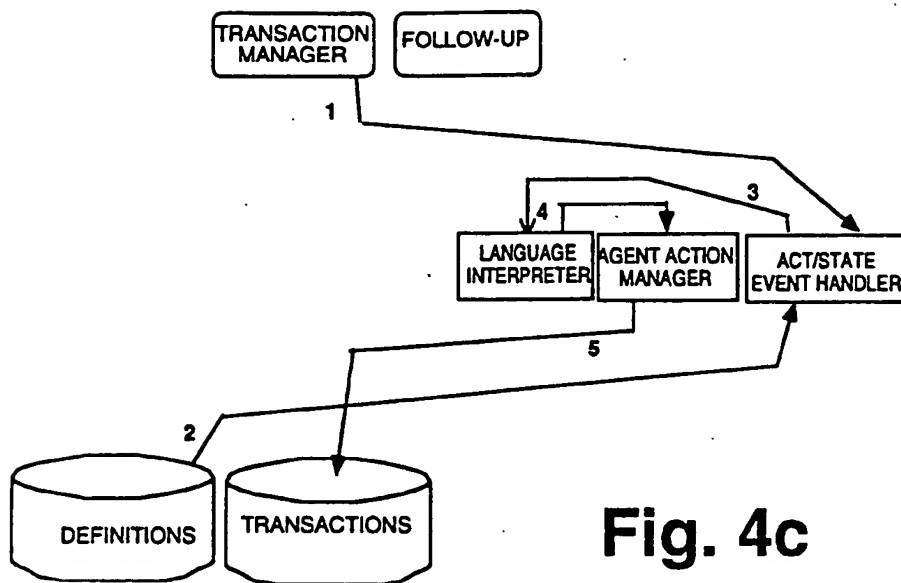 TRANSACTION
MANAGER
FOLLOW-UP
1
3
4
LANGUAGE
INTERPRETER
AGENT ACTION
MANAGER
ACT/STATE
EVENT HANDLER
5
2
DEFINITIONS
TRANSACTIONS
Fig. 4c